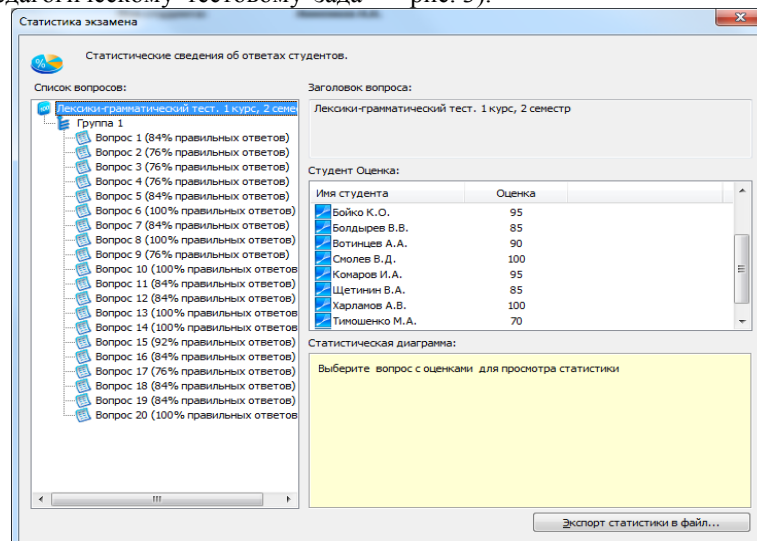 педагогическому тестовому зада рис. 3).
Статистика экзамена
Статистические сведения об ответах студентов.
Список вопросов:
Лексики-грамматический тест. 1 курс, 2 семе
Группа 1
Вопрос 1 (84% правильных ответов)
Вопрос 2 (76% правильных ответов)
Вопрос 3 (76% правильных ответов)
Вопрос 4 (76% правильных ответов)
Вопрос 5 (84% правильных ответов)
Вопрос 6 (100% правильных ответов)
Вопрос 7 (84% правильных ответов)
Вопрос 8 (100% правильных ответов)
Вопрос 9 (76% правильных ответов)
Вопрос 10 (100% правильных ответов
Вопрос 11 (84% правильных ответов)
Вопрос 12 (84% правильных ответов)
Вопрос 13 (100% правильных ответов
Вопрос 14 (100% правильных ответов
Вопрос 15 (92% правильных ответов)
Вопрос 16 (84% правильных ответов)
Вопрос 17 (76% правильных ответов)
Вопрос 18 (84% правильных ответов)
Вопрос 19 (84% правильных ответов)
Вопрос 20 (100% правильных ответов
Заголовок вопроса:
Лексики-грамматический тест. 1 курс, 2 семестр
Студент Оценка:
Имя студента Оценка
Бойко К.О. 95
Болдырев В.В. 85
Вотинцев А.А. 90
Смолев В.Д. 100
Комаров И.А. 95
Щетинин В.А. 85
Харламов А.В. 100
Тимошенко М.А. 70
Статистическая диаграмма:
Выберите вопрос с оценками для просмотра статистики
Экспорт статистики в файл...